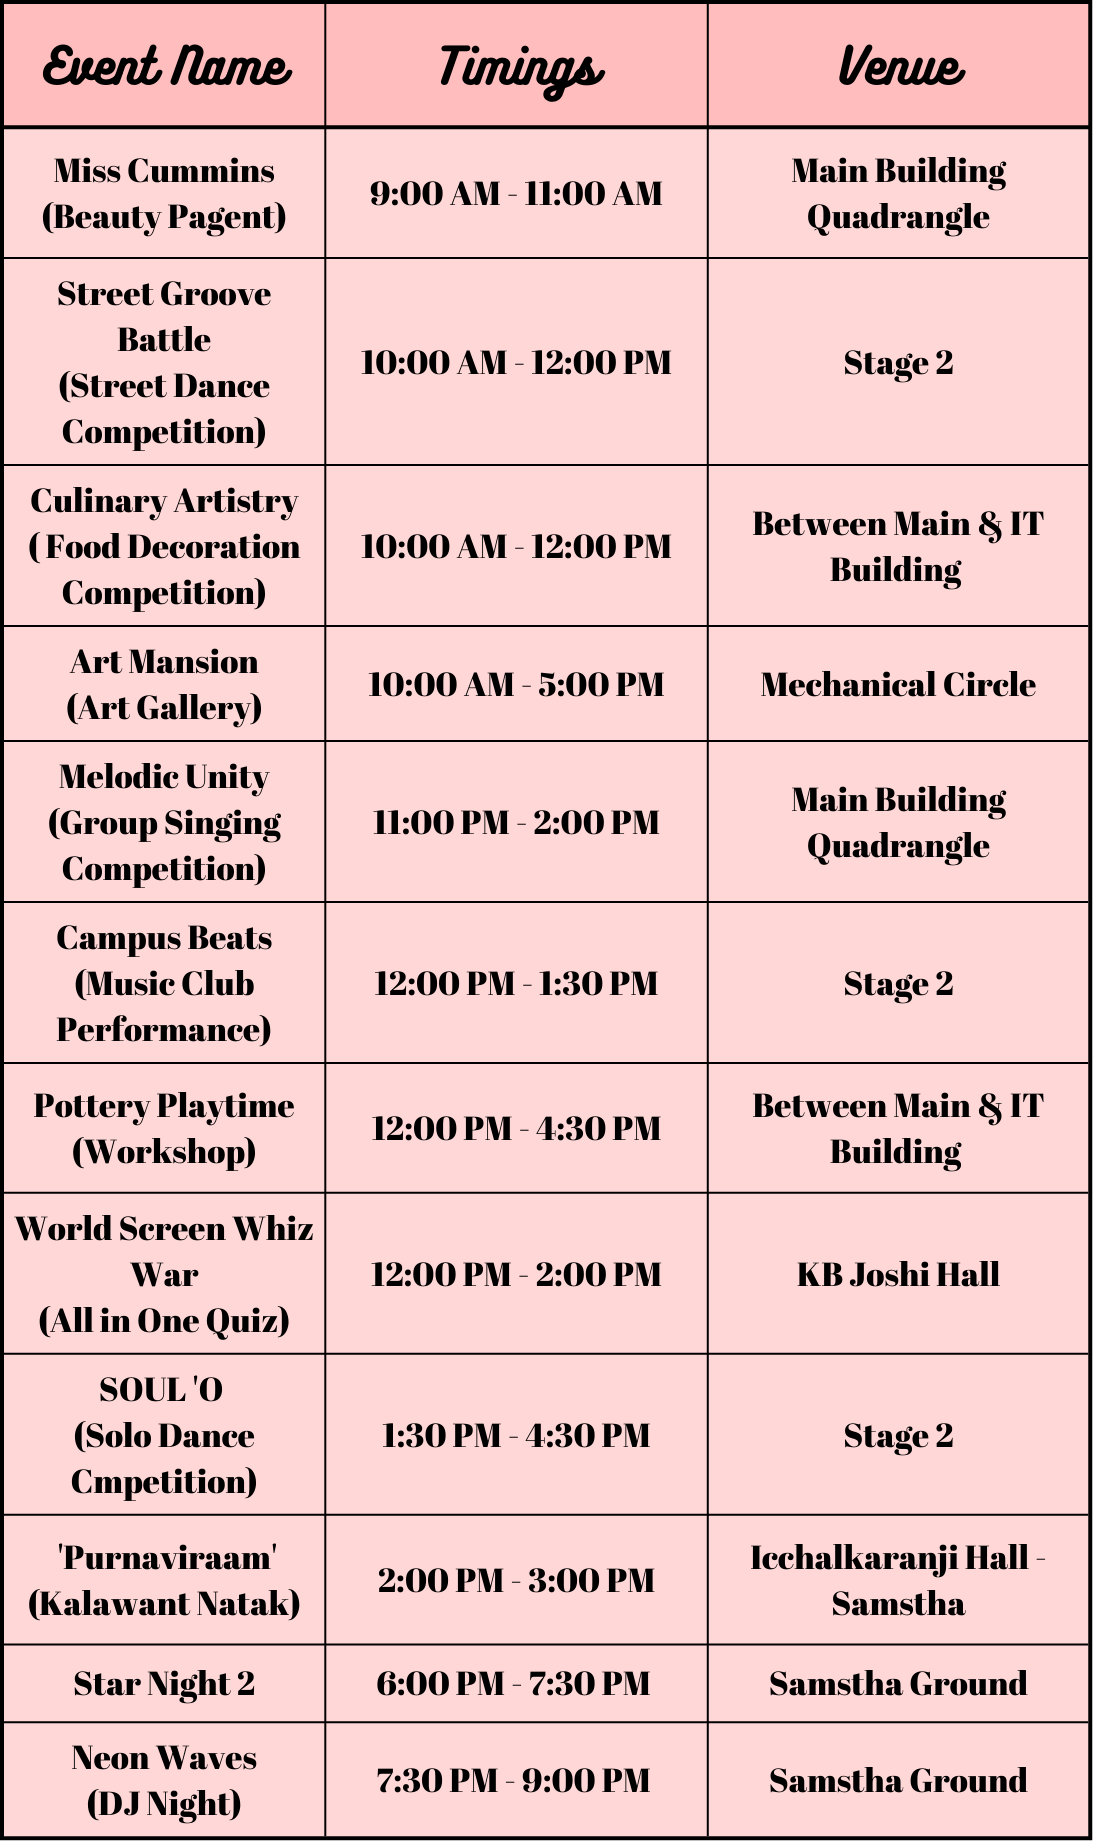 Event Name
Timings
Venue
Miss Cummins
(Beauty Pagent)
9:00 AM - 11:00 AM
Main Building
Quadrangle
Street Groove
Battle
(Street Dance
Competition)
10:00 AM - 12:00 PM
Stage 2
Culinary Artistry
( Food Decoration
Competition)
10:00 AM - 12:00 PM
Between Main & IT
Building
Art Mansion
(Art Gallery)
10:00 AM - 5:00 PM
Mechanical Circle
Melodic Unity
(Group Singing
Competition)
11:00 PM - 2:00 PM
Main Building
Quadrangle
Campus Beats
(Music Club
Performance)
12:00 PM - 1:30 PM
Stage 2
Pottery Playtime
(Workshop)
12:00 PM - 4:30 PM
Between Main & IT
Building
World Screen Whiz
War
(All in One Quiz)
12:00 PM - 2:00 PM
KB Joshi Hall
SOUL 'O
(Solo Dance
Cmpetition)
1:30 PM - 4:30 PM
Stage 2
'Purnaviraam'
(Kalawant Natak)
2:00 PM - 3:00 PM
Icchalkaranji Hall -
Samstha
Star Night 2
6:00 PM - 7:30 PM
Samstha Ground
Neon Waves
(DJ Night)
7:30 PM - 9:00 PM
Samstha Ground